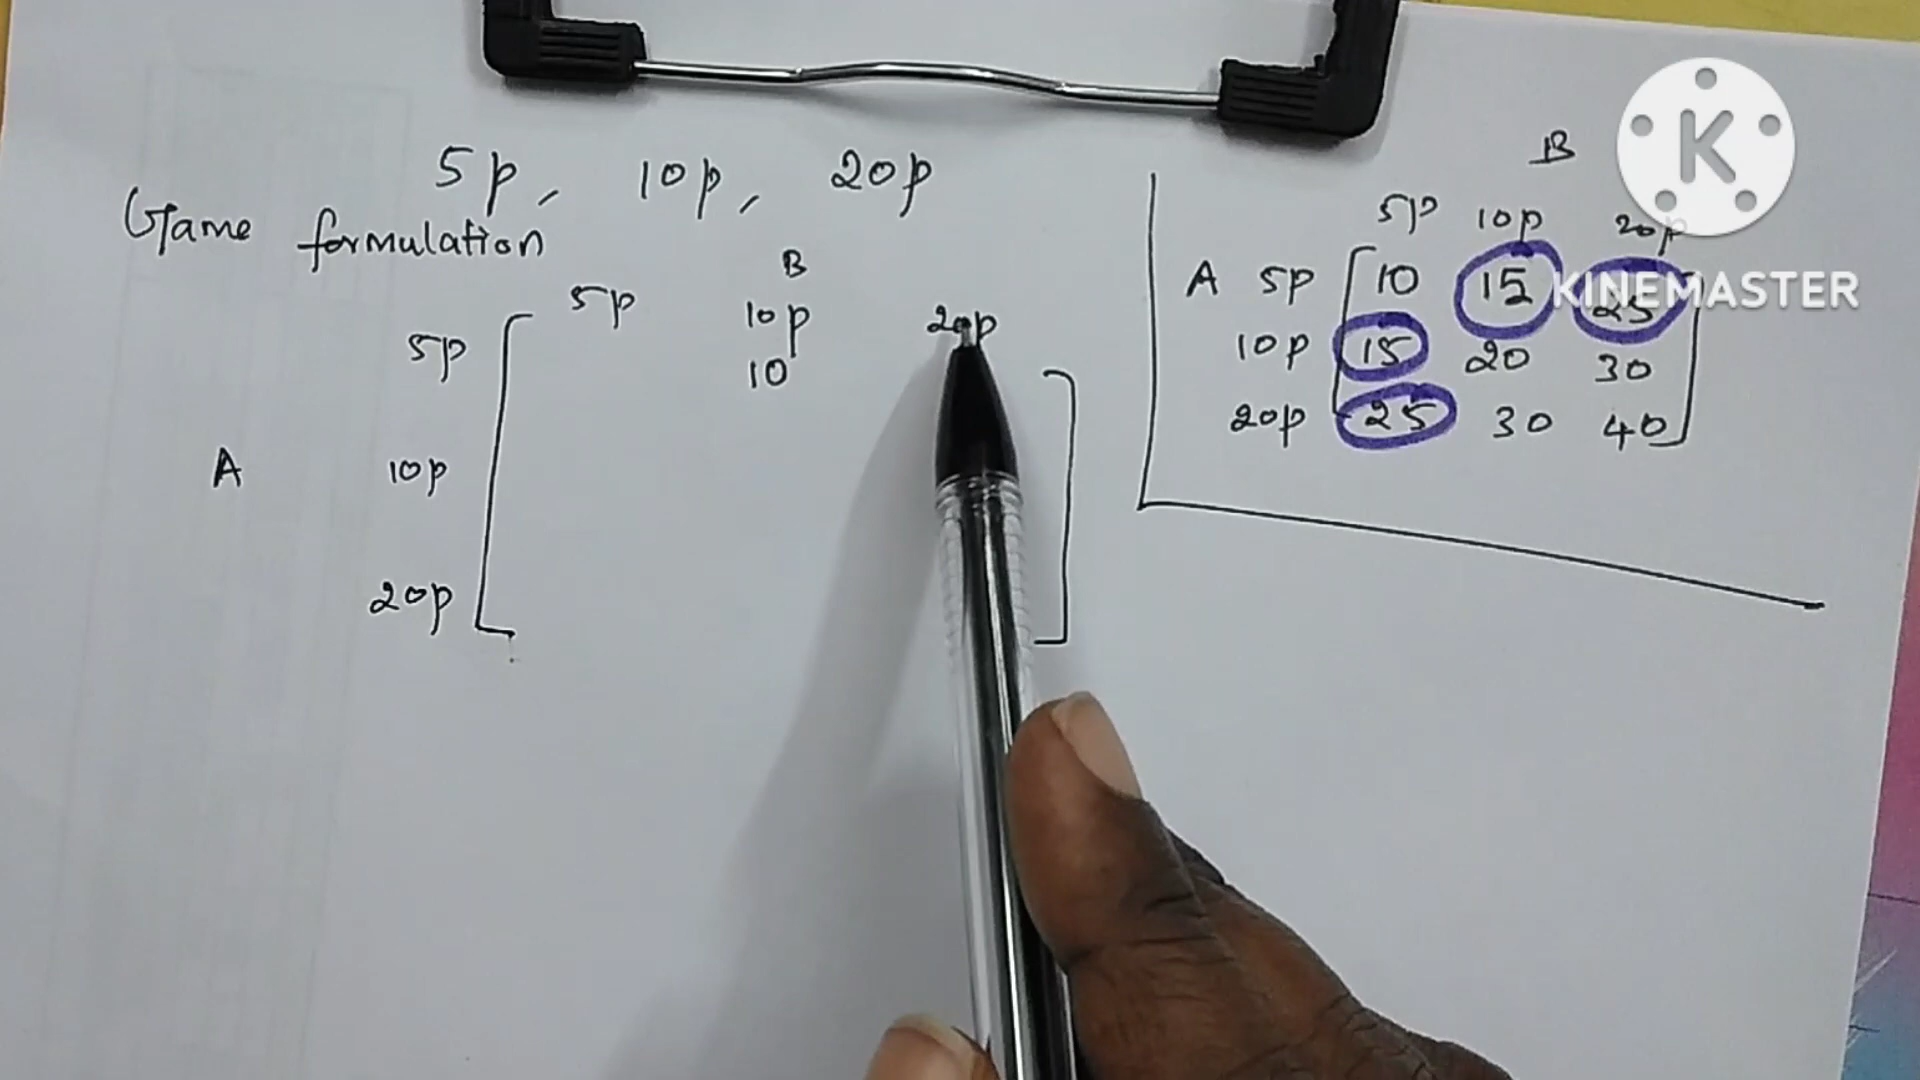 5p, 10p, 20p
Game formulation
B
5p 10p 20p
5p 10
A 10p
20p
B
5p 10p 20p
A 5p 10 15 25
10p 15 20 30
20p 25 30 40
K
KINEMASTER